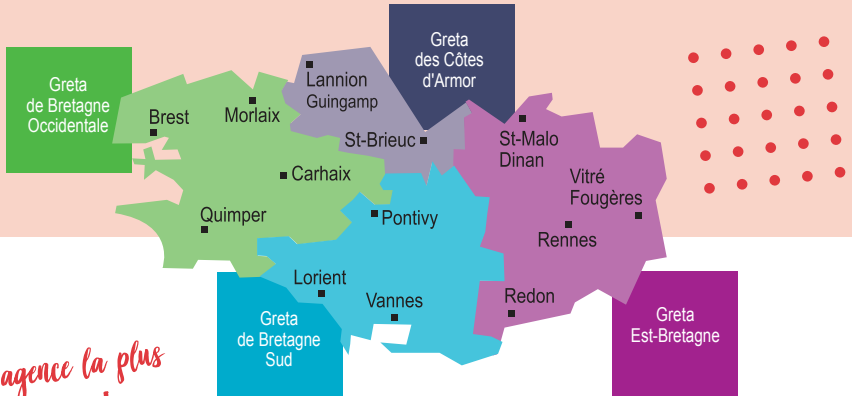 Greta
des Côtes
d'Armor
Greta
de Bretagne
Occidentale
Lannion
Guingamp
Brest
Morlaix
St-Brieuc
St-Malo
Dinan
Carhaix
Vitré
Fougères
Quimper
Pontivy
Rennes
Lorient
Vannes
Redon
Greta
de Bretagne
Sud
Greta
Est-Bretagne
agence la plus